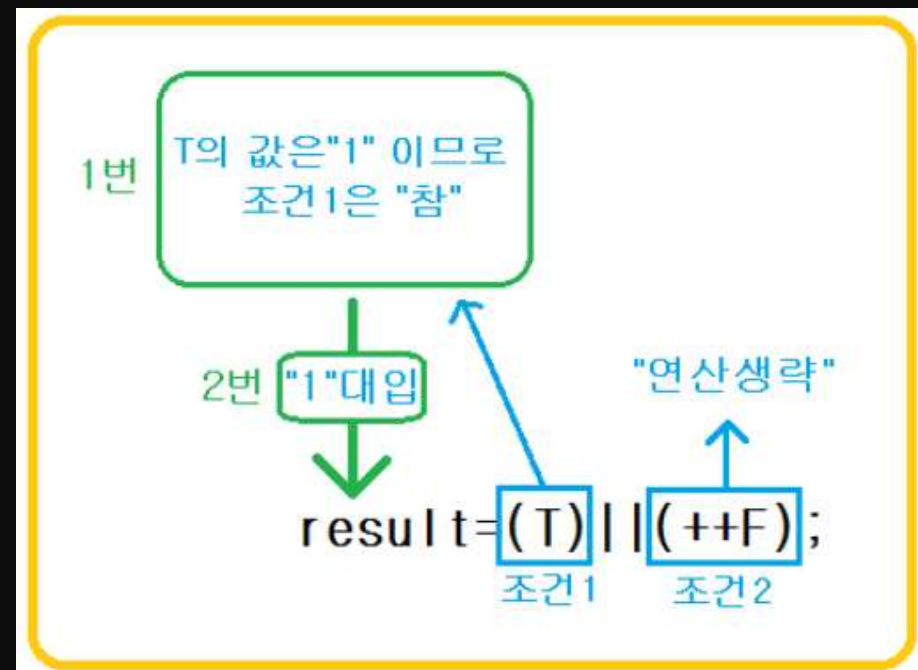 1번
T의 값은"1" 이므로
조건1은 "참"
2번 "1"대입
"연산생략"
result=(T)||(++F);
조건1 조건2